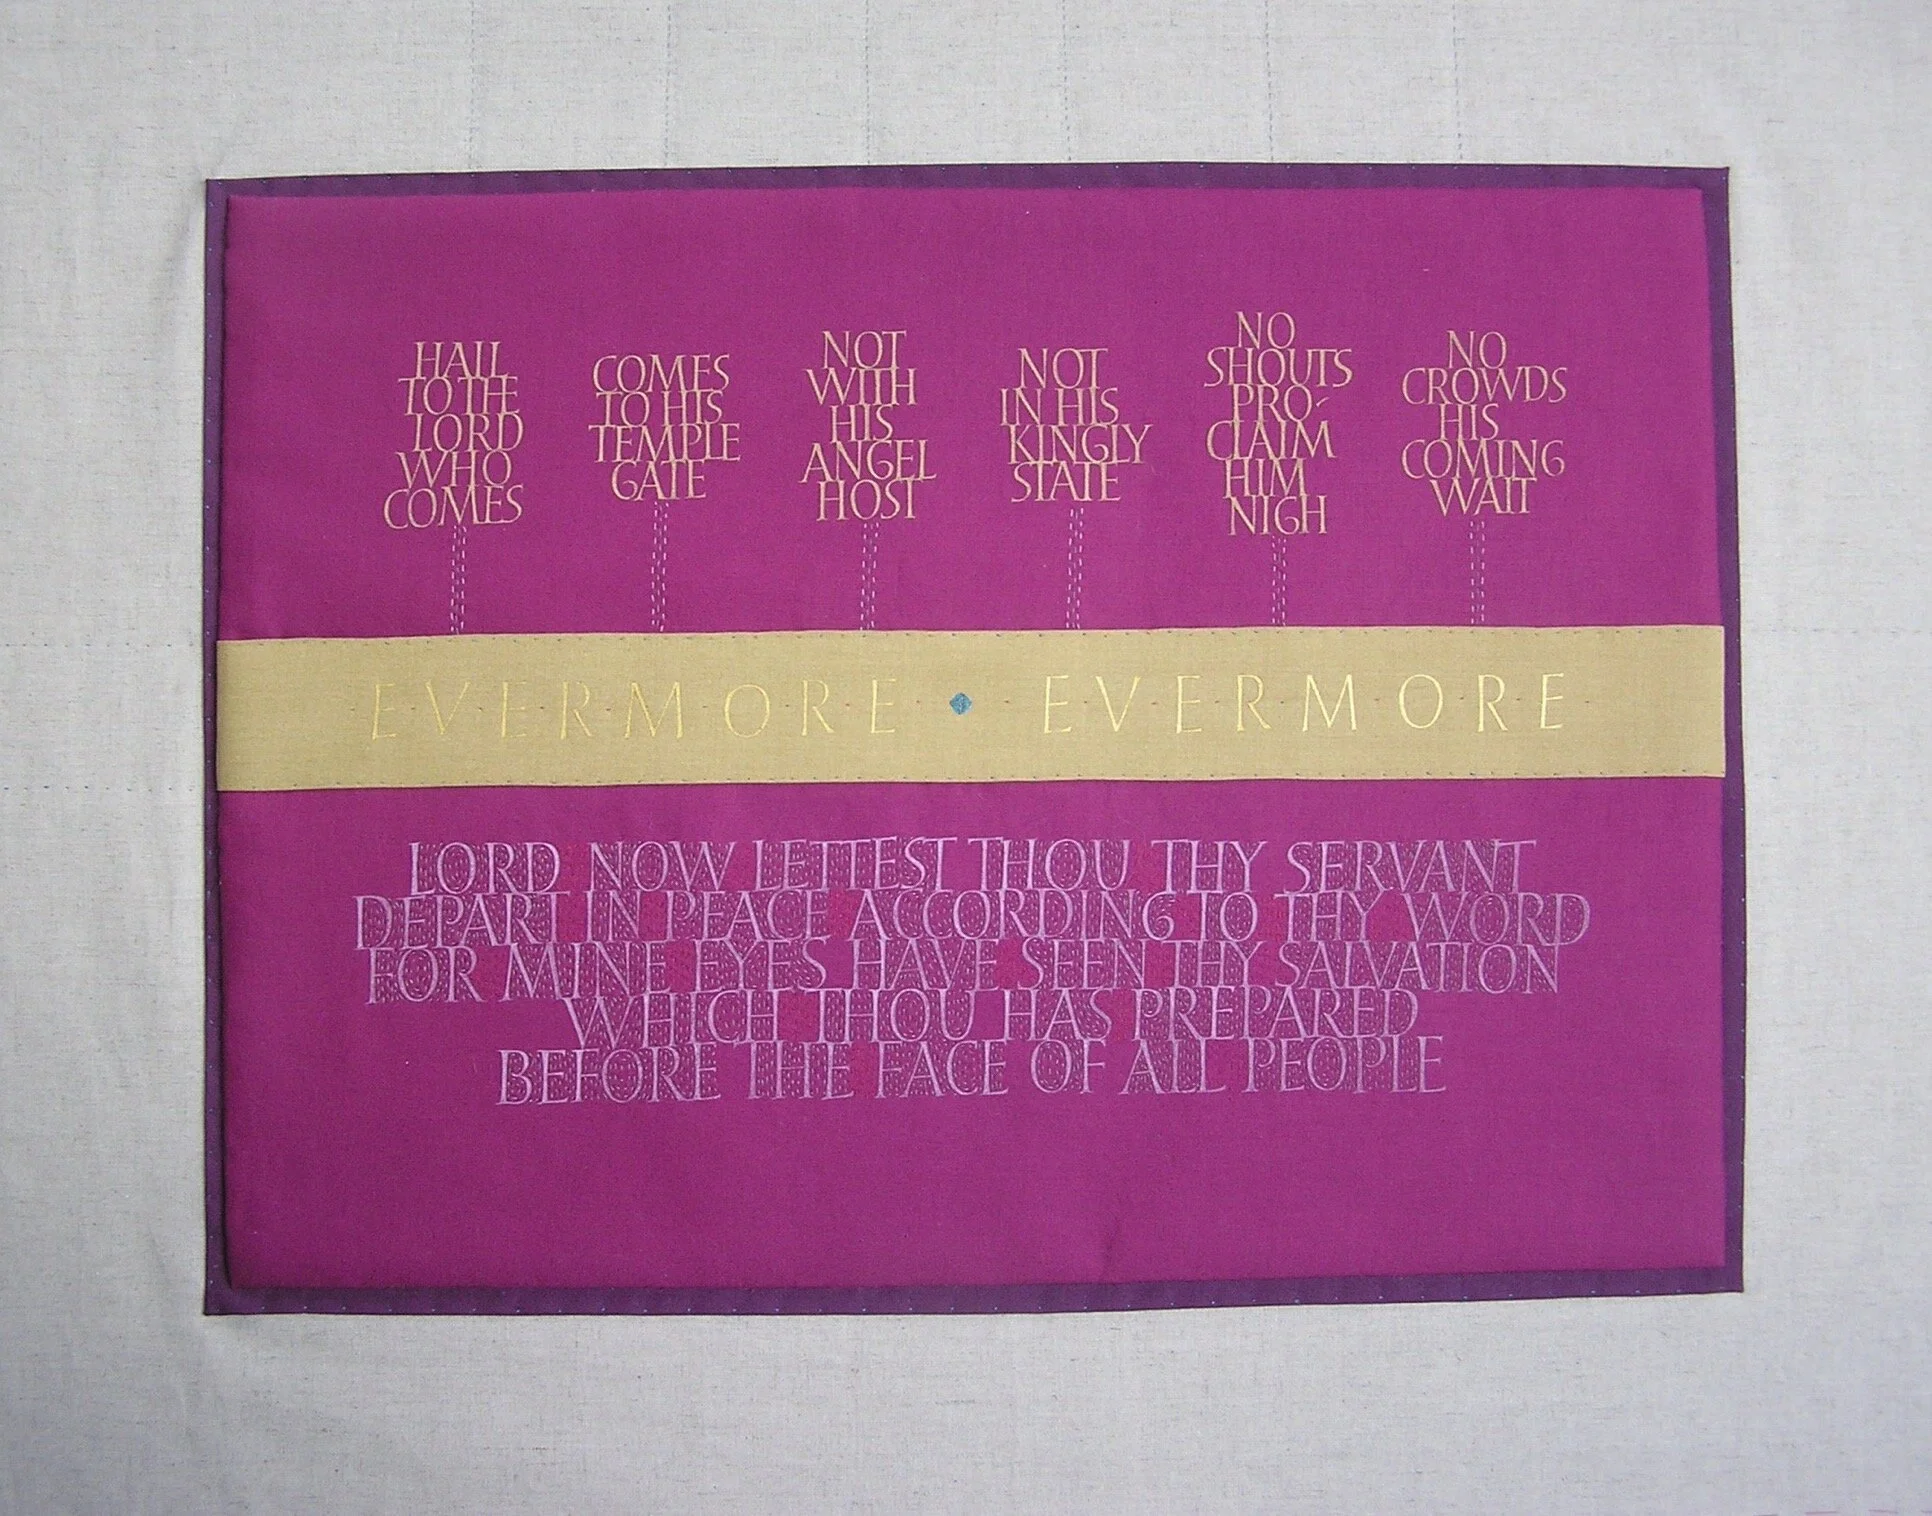 HAIL
TO THE
LORD
WHO
COMES
COMES
TO HIS
TEMPLE
GATE
NOT
WITH
HIS
ANGEL
HOST
NOT
IN HIS
KINGLY
STATE
NO
SHOUTS
PRO-
CLAIM
HIM
NIGH
NO
CROWDS
HIS
COMING
WAIT
E·V·E·R·M·O·R·E · ◆ · E·V·E·R·M·O·R·E
LORD NOW LETTEST THOU THY SERVANT
DEPART IN PEACE ACCORDING TO THY WORD
FOR MINE EYES HAVE SEEN THY SALVATION
WHICH THOU HAS PREPARED
BEFORE THE FACE OF ALL PEOPLE